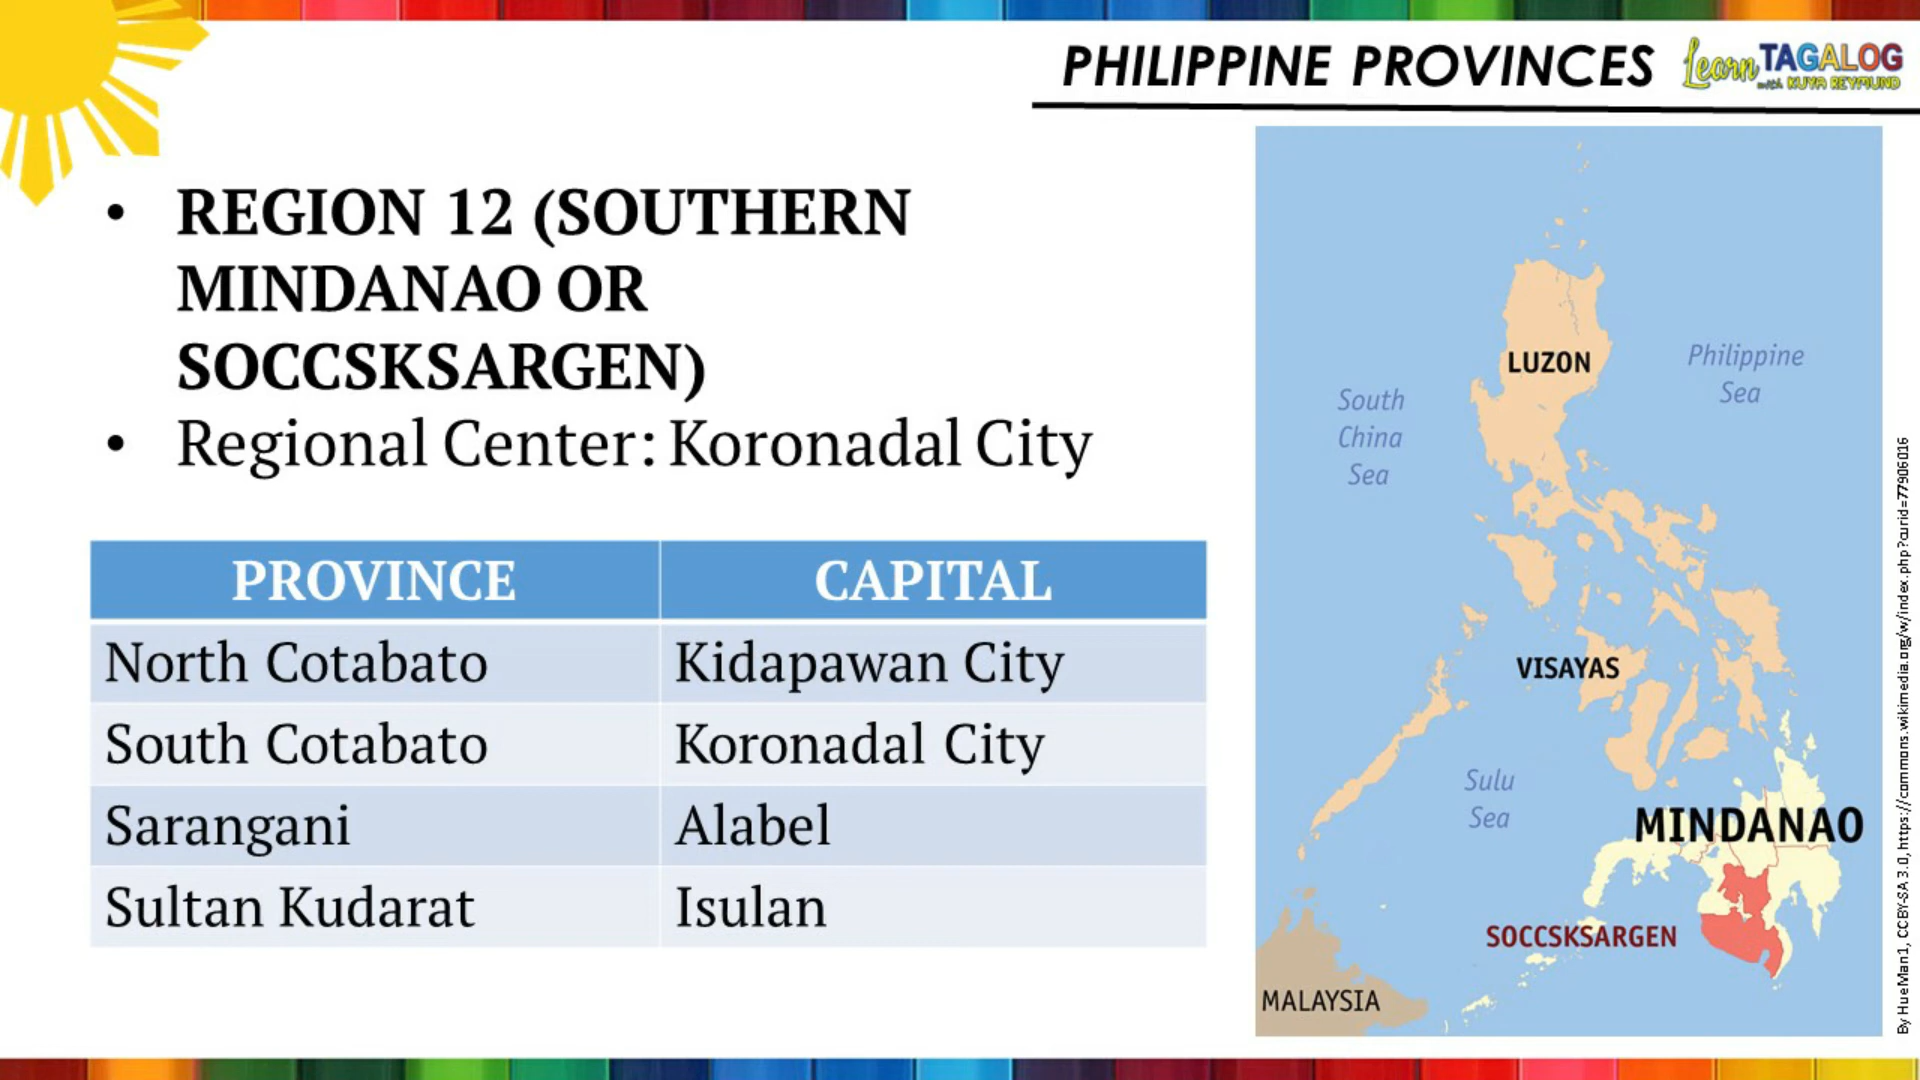 PHILIPPINE PROVINCES
Learn TAGALOG
with KUYA REYMUND
• REGION 12 (SOUTHERN
MINDANAO OR
SOCCSKSARGEN)
• Regional Center: Koronadal City
PROVINCE CAPITAL
North Cotabato Kidapawan City
South Cotabato Koronadal City
Sarangani Alabel
Sultan Kudarat Isulan
LUZON
Philippine
Sea
South
China
Sea
VISAYAS
Sulu
Sea
MINDANAO
SOCCSKSARGEN
MALAYSIA
By HueMan1, CC BY-SA 3.0, https://commons.wikimedia.org/w/index.php?curid=77906016